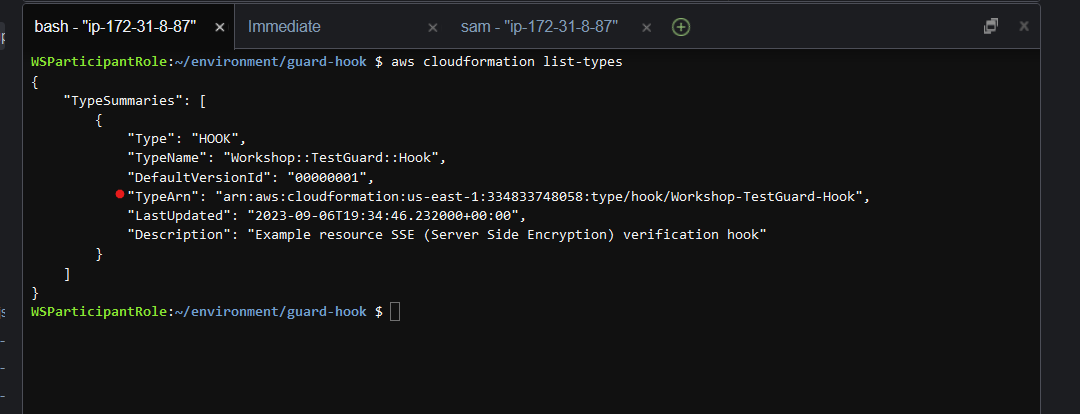 bash - "ip-172-31-8-87" × Immediate × sam - "ip-172-31-8-87" ×
WSParticipantRole:~/environment/guard-hook $ aws cloudformation list-types
{
    "TypeSummaries": [
        {
            "Type": "HOOK",
            "TypeName": "Workshop::TestGuard::Hook",
            "DefaultVersionId": "00000001",
            "TypeArn": "arn:aws:cloudformation:us-east-1:334833748058:type/hook/Workshop-TestGuard-Hook",
            "LastUpdated": "2023-09-06T19:34:46.232000+00:00",
            "Description": "Example resource SSE (Server Side Encryption) verification hook"
        }
    ]
}
WSParticipantRole:~/environment/guard-hook $